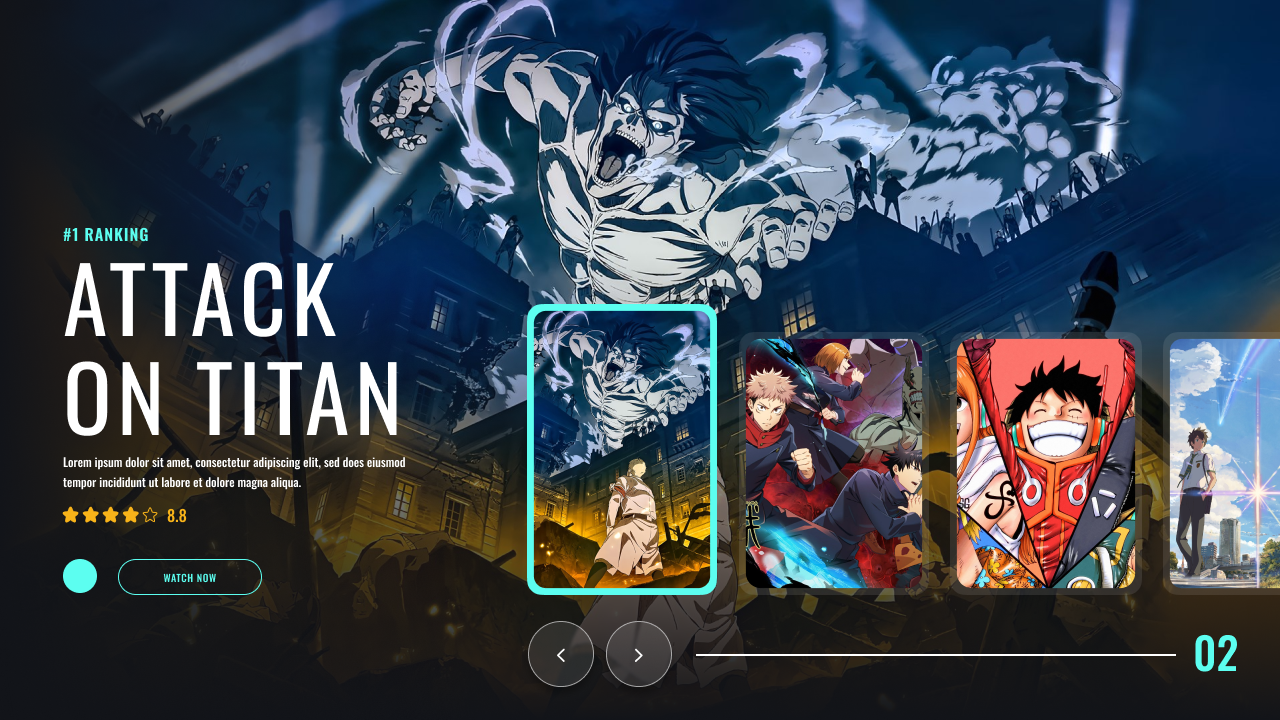 #1 RANKING
ATTACK
ON TITAN
Lorem ipsum dolor sit amet, consectetur adipiscing elit, sed does eiusmod
tempor incididunt ut labore et dolore magna aliqua.
8.8
WATCH NOW
02